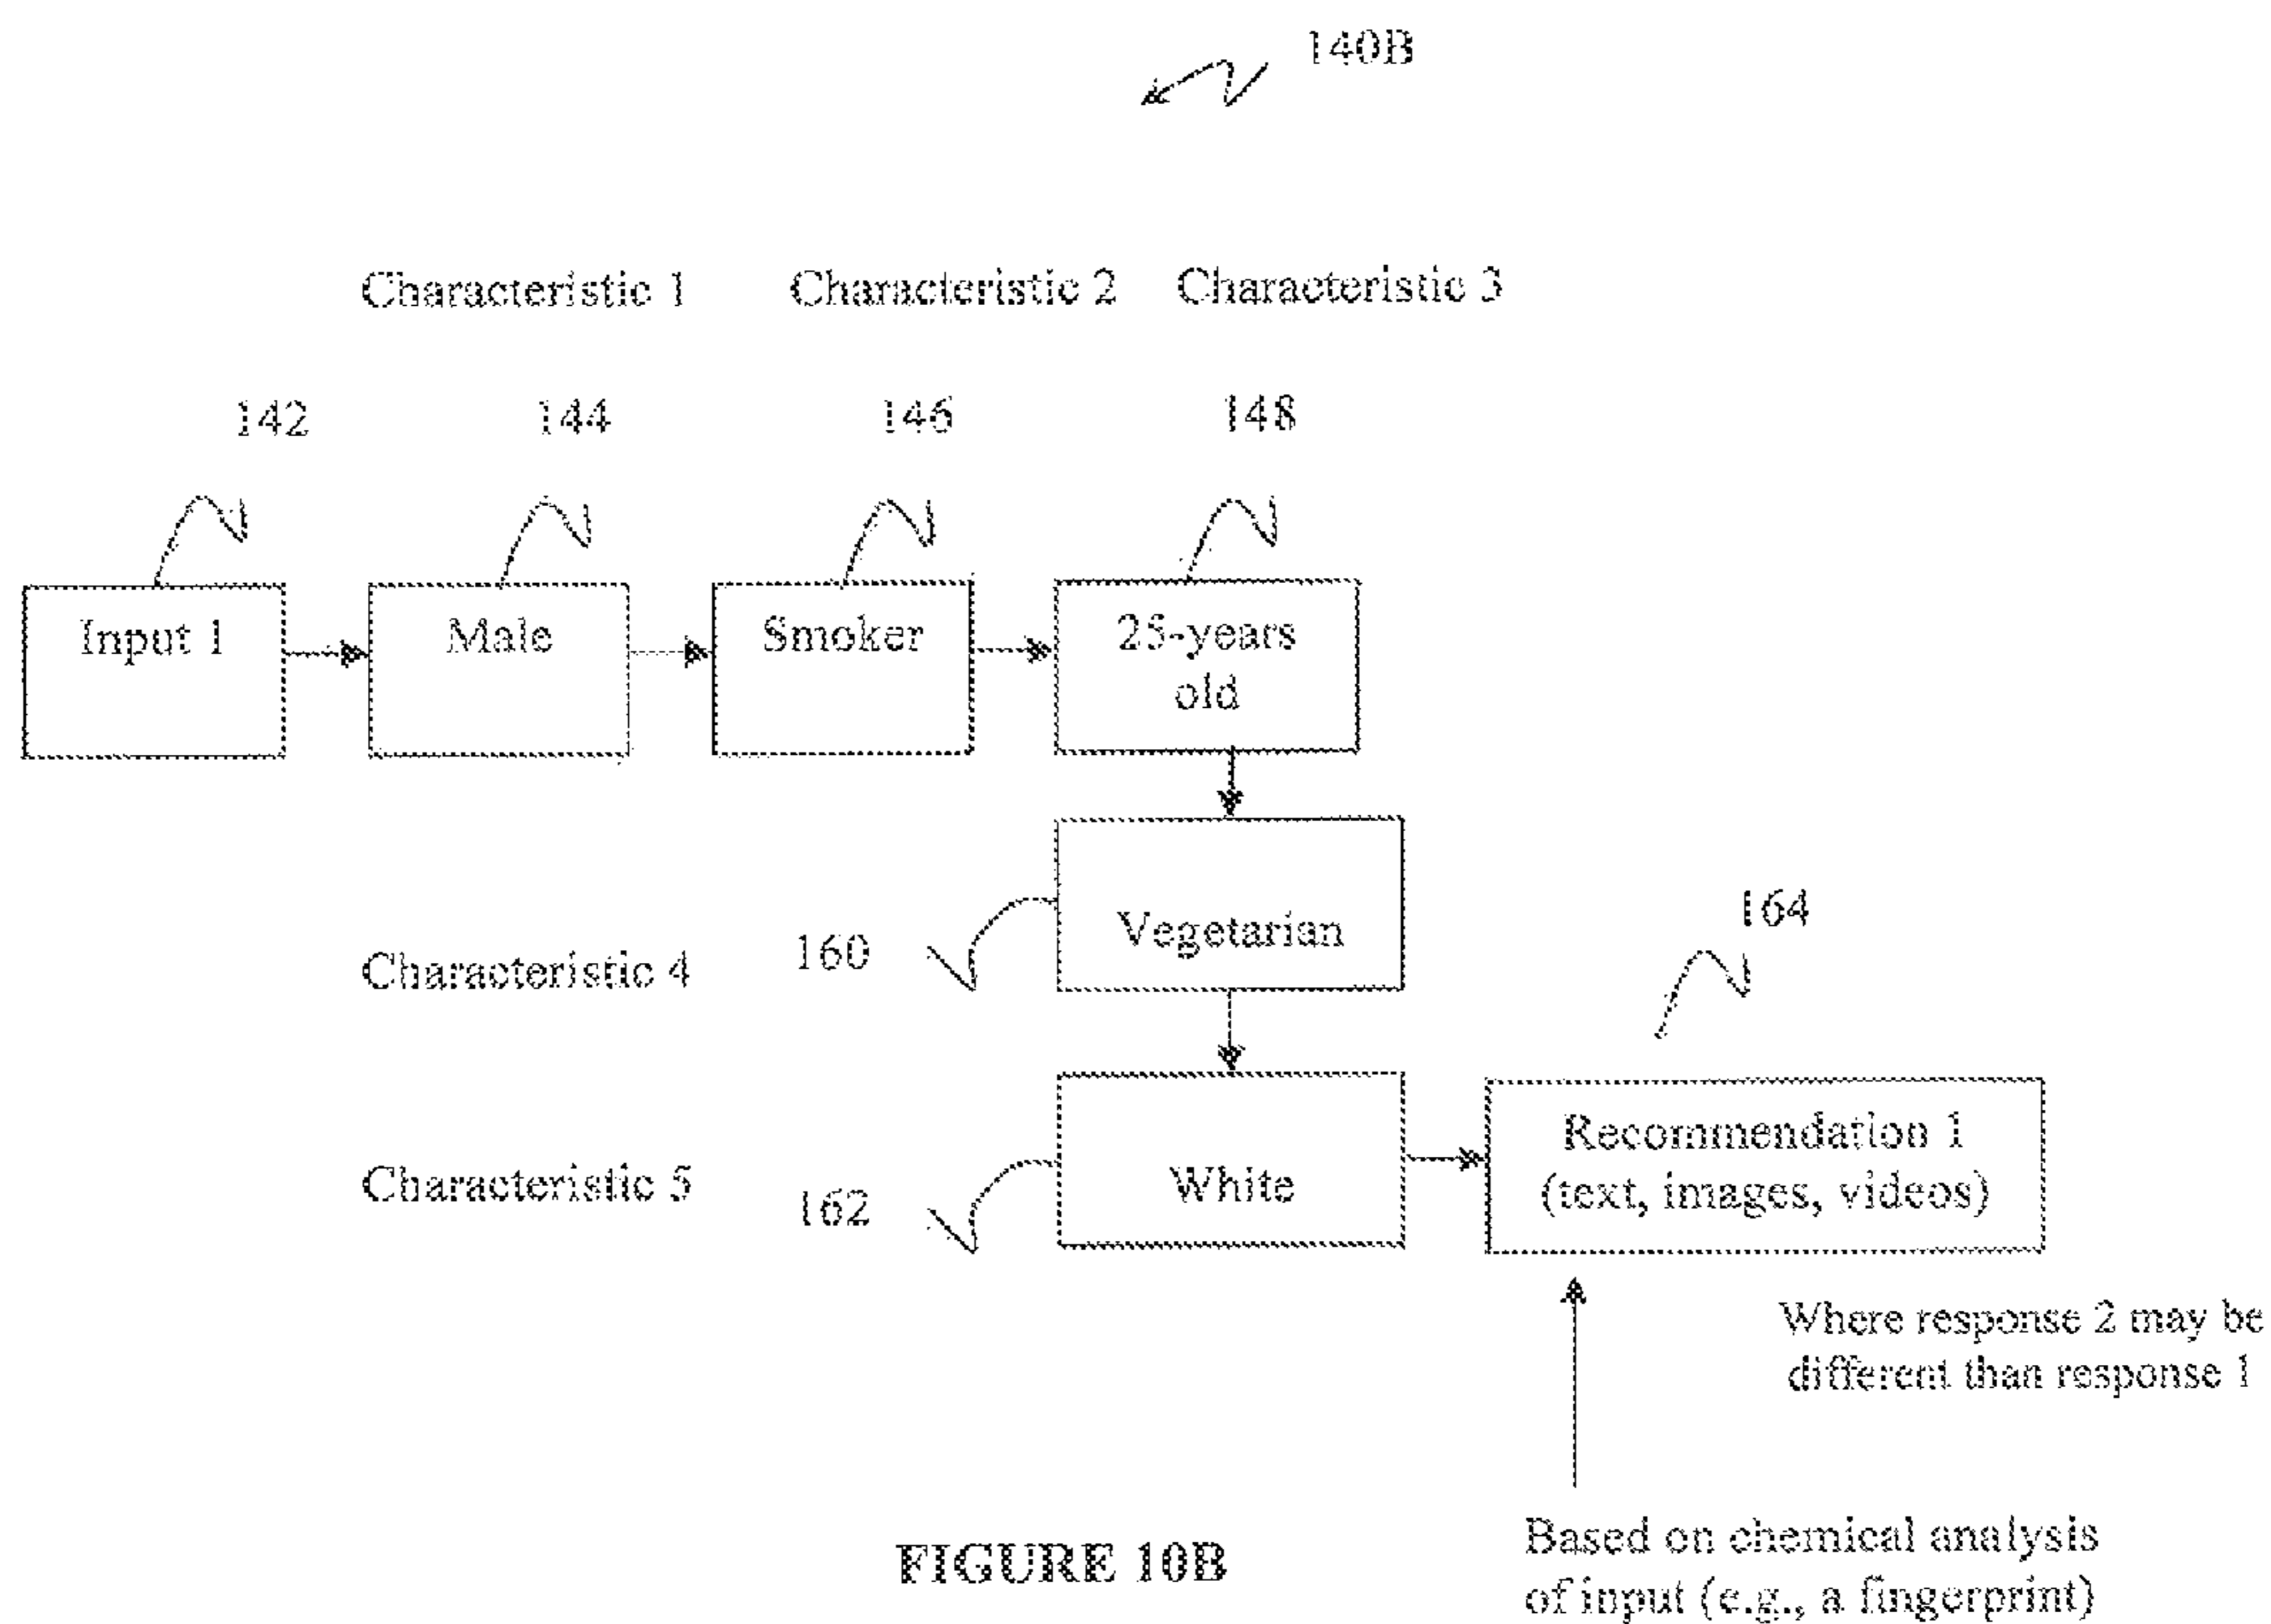 140B
Characteristic 1
Characteristic 2
Characteristic 3
142
144
146
148
Input 1
Male
Smoker
25-years
old
Vegetarian
160
Characteristic 4
164
White
162
Characteristic 5
Recommendation 1
(text, images, videos)
Where response 2 may be
different than response 1
Based on chemical analysis
of input (e.g., a fingerprint)
FIGURE 10B